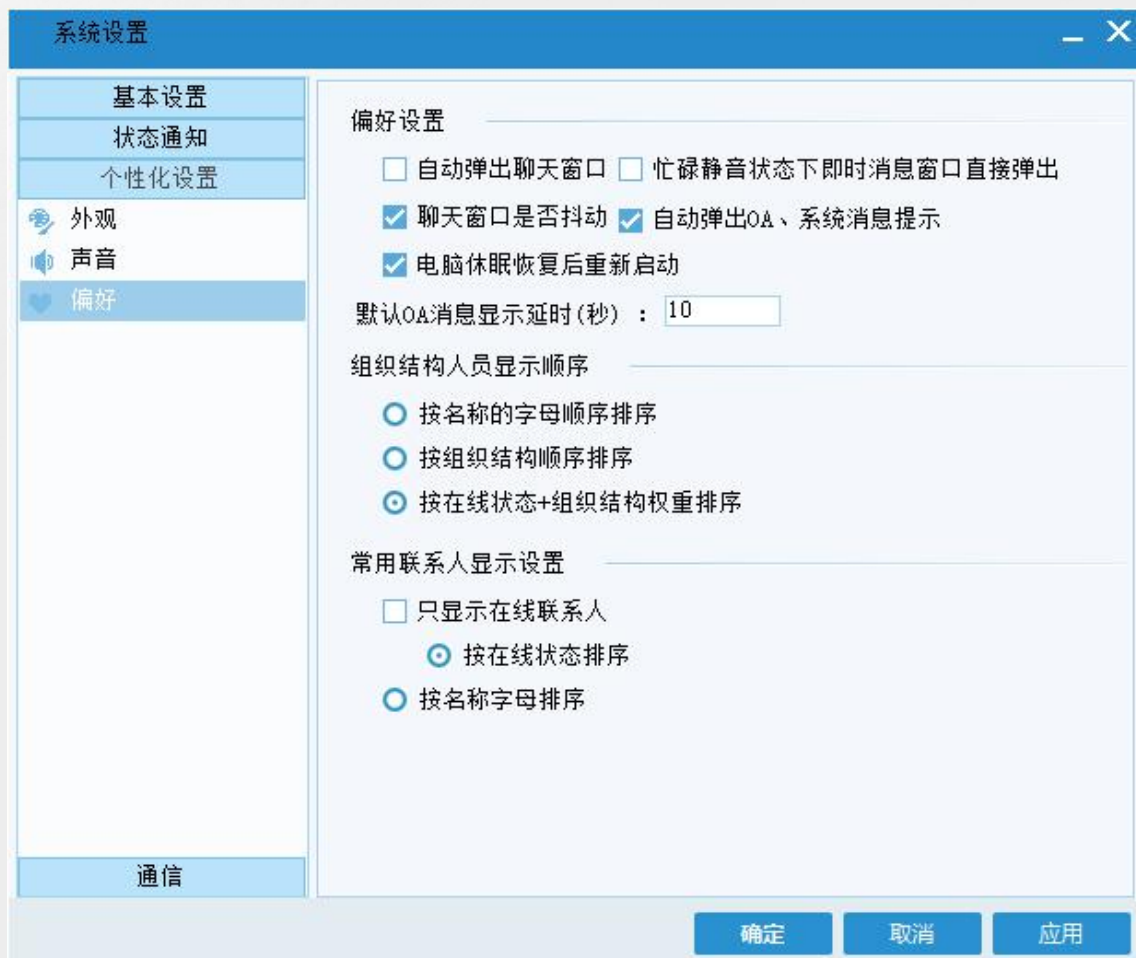 系统设置
基本设置
状态通知
个性化设置
外观
声音
偏好
通信
偏好设置
自动弹出聊天窗口 忙碌静音状态下即时消息窗口直接弹出
聊天窗口是否抖动 自动弹出OA、系统消息提示
电脑休眠恢复后重新启动
默认OA消息显示延时(秒) : 10
组织结构人员显示顺序
按名称的字母顺序排序
按组织结构顺序排序
按在线状态+组织结构权重排序
常用联系人显示设置
只显示在线联系人
按在线状态排序
按名称字母排序
确定 取消 应用